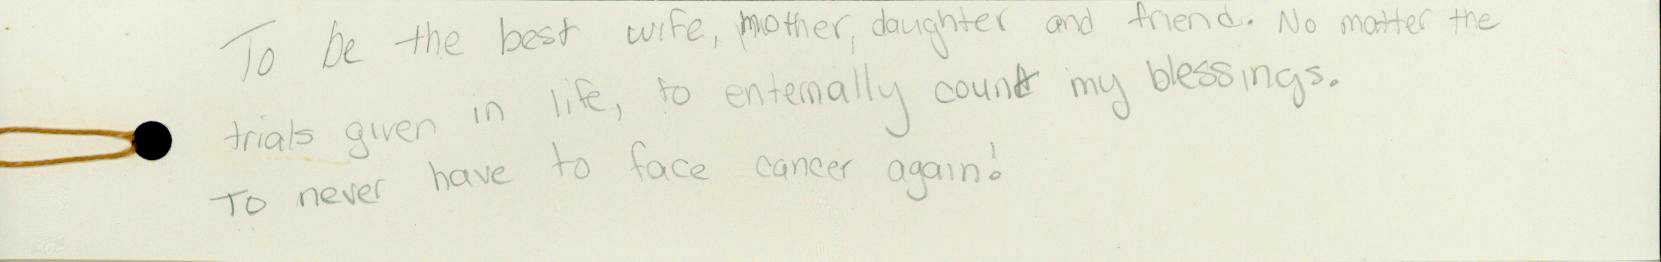 To be the best wife, mother, daughter and friend. No matter the
trials given in life, to enternally count my blessings.
To never have to face cancer again!